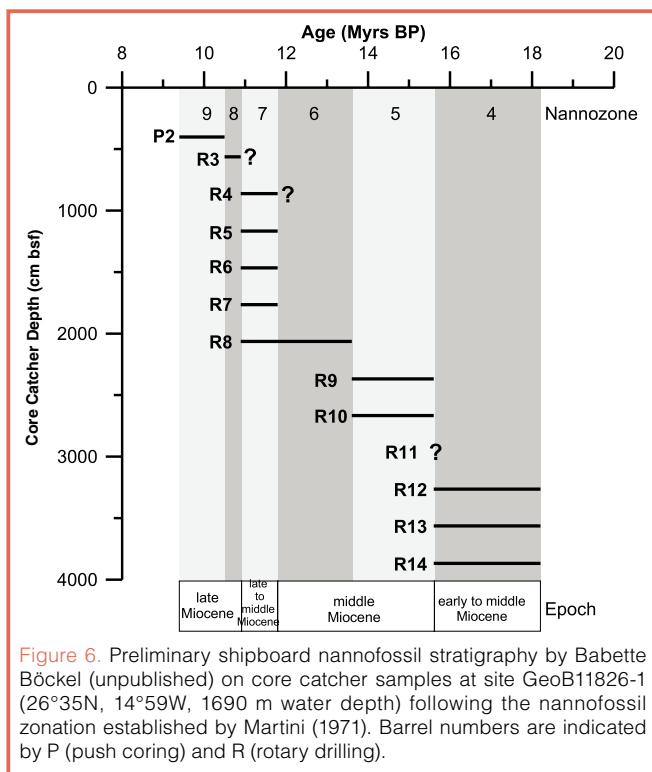 Age (Myrs BP)
8 10 12 14 16 18 20
0
9 8 7 6 5 4 Nannozone
P2
R3 ?
R4 ?
1000
R5
R6
R7
2000
R8
R9
R10
R11 ?
3000
R12
R13
R14
4000
Core Catcher Depth (cm bsf)
late
Miocene
late
to
middle
Miocene
middle
Miocene
early to middle
Miocene
Epoch
Figure 6. Preliminary shipboard nannofossil stratigraphy by Babette
Böckel (unpublished) on core catcher samples at site GeoB11826-1
(26°35N, 14°59W, 1690 m water depth) following the nannofossil
zonation established by Martini (1971). Barrel numbers are indicated
by P (push coring) and R (rotary drilling).